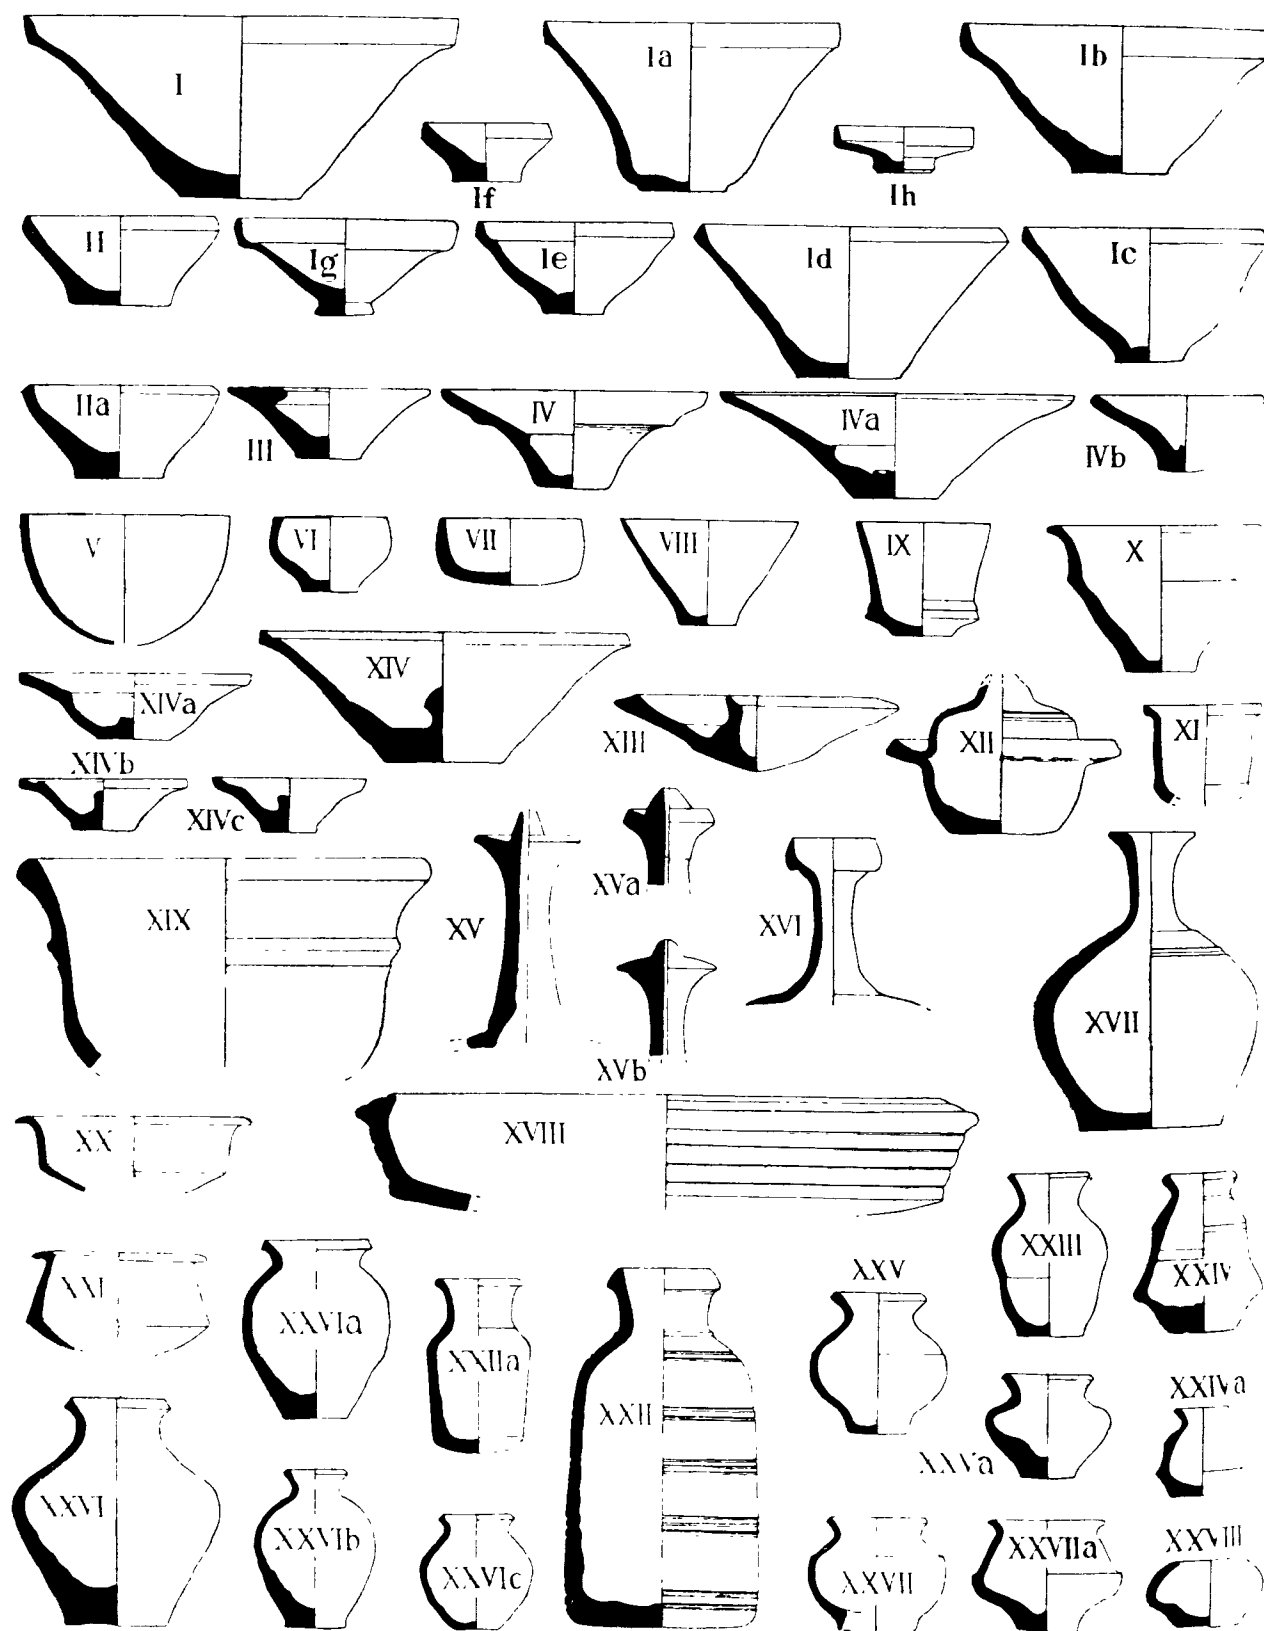 I Ia Ib
If Ih
II Ig Ie Id Ic
IIa III IV IVa IVb
V VI VII VIII IX X
XIV
XIVa XIII XII XI
XIVb
XIVc XVa
XIX XV XVI
XVb XVII
XX XVIII
XXIII XXIV
XXI XXVIa XXV
XXIIa XXII XXIVa
XXVa
XXVI XXVIb XXVIc XXVII XXVIIa XXVIII